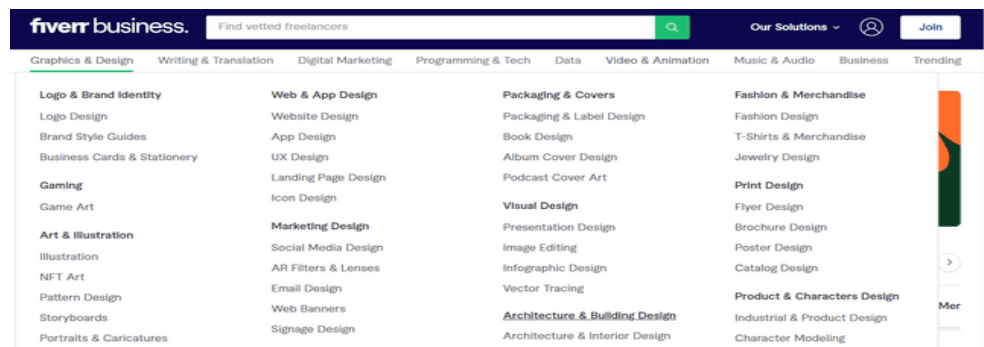 fiverr business.
Find vetted freelancers
Our Solutions
Join
Graphics & Design
Writing & Translation
Digital Marketing
Programming & Tech
Data
Video & Animation
Music & Audio
Business
Trending
Logo & Brand Identity
Logo Design
Brand Style Guides
Business Cards & Stationery
Gaming
Game Art
Art & Illustration
Illustration
NFT Art
Pattern Design
Storyboards
Portraits & Caricatures
Web & App Design
Website Design
App Design
UX Design
Landing Page Design
Icon Design
Marketing Design
Social Media Design
AR Filters & Lenses
Email Design
Web Banners
Signage Design
Packaging & Covers
Packaging & Label Design
Book Design
Album Cover Design
Podcast Cover Art
Visual Design
Presentation Design
Image Editing
Infographic Design
Vector Tracing
Architecture & Building Design
Architecture & Interior Design
Fashion & Merchandise
Fashion Design
T-Shirts & Merchandise
Jewelry Design
Print Design
Flyer Design
Brochure Design
Poster Design
Catalog Design
Product & Characters Design
Industrial & Product Design
Character Modeling
Mer